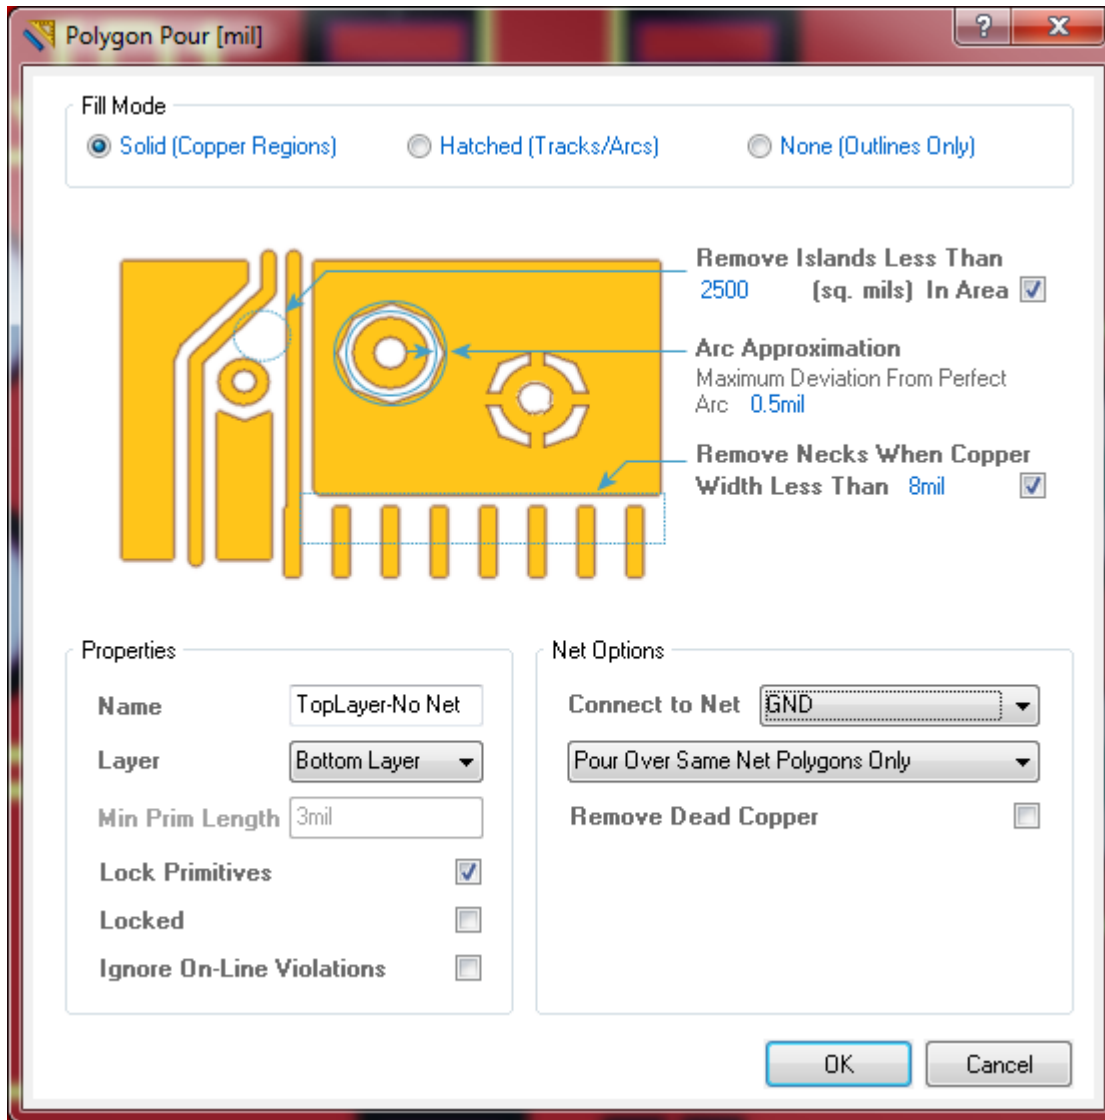 Polygon Pour [mil]
?
X
Fill Mode
Solid (Copper Regions)
Hatched (Tracks/Arcs)
None (Outlines Only)
Remove Islands Less Than
2500 (sq. mils) In Area
Arc Approximation
Maximum Deviation From Perfect
Arc 0.5mil
Remove Necks When Copper
Width Less Than 8mil
Properties
Name TopLayer-No Net
Layer Bottom Layer
Min Prim Length 3mil
Lock Primitives
Locked
Ignore On-Line Violations
Net Options
Connect to Net GND
Pour Over Same Net Polygons Only
Remove Dead Copper
OK
Cancel